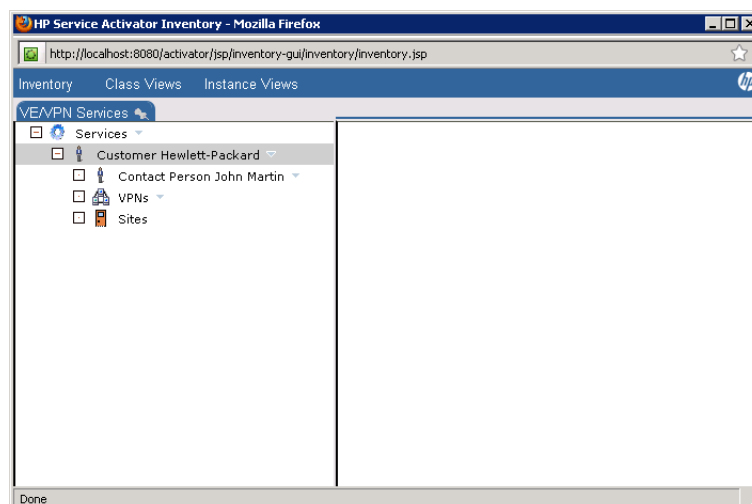 HP Service Activator Inventory - Mozilla Firefox
http://localhost:8080/activator/jsp/inventory-gui/inventory/inventory.jsp
Inventory Class Views Instance Views hp
VE/VPN Services
Services
Customer Hewlett-Packard
Contact Person John Martin
VPNs
Sites
Done